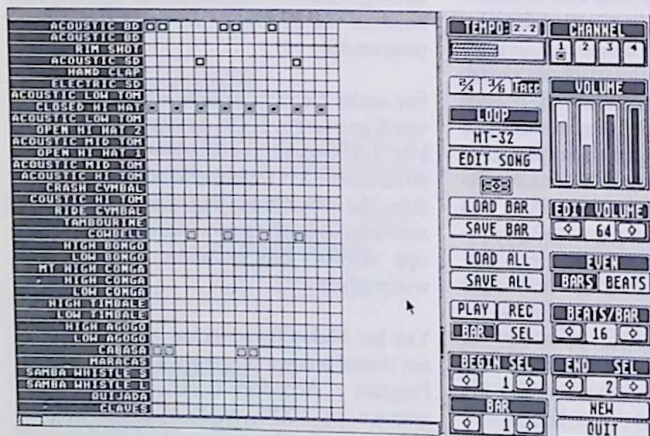 ACOUSTIC BD
ACOUSTIC BD
RIM SHOT
ACOUSTIC SD
HAND CLAP
ELECTRIC SD
ACOUSTIC LOW TOM
CLOSED HI HAT
ACOUSTIC LOW TOM
OPEN HI HAT 2
ACOUSTIC MID TOM
OPEN HI HAT 1
ACOUSTIC MID TOM
ACOUSTIC HI TOM
CRASH CYMBAL
COUSTIC HI TOM
RIDE CYMBAL
TAMBOURINE
COWBELL
HIGH BONGO
LOW BONGO
MT HIGH CONGA
HIGH CONGA
LOW CONGA
HIGH TIMBALE
LOW TIMBALE
HIGH AGOGO
LOW AGOGO
CABASA
MARACAS
SAMBA WHISTLE S
SAMBA WHISTLE L
QUIJADA
CLAVES
TEMPO: 2.2
LOOP
MT-32
EDIT SONG
LOAD BAR
SAVE BAR
LOAD ALL
SAVE ALL
PLAY REC
BAR SEL
BEGIN SEL
1
BAR
1
CHANNEL
1 2 3 4
VOLUME
EDIT VOLUME
64
EVEN
BARS BEATS
BEATS/BAR
16
END SEL
2
NEW
QUIT